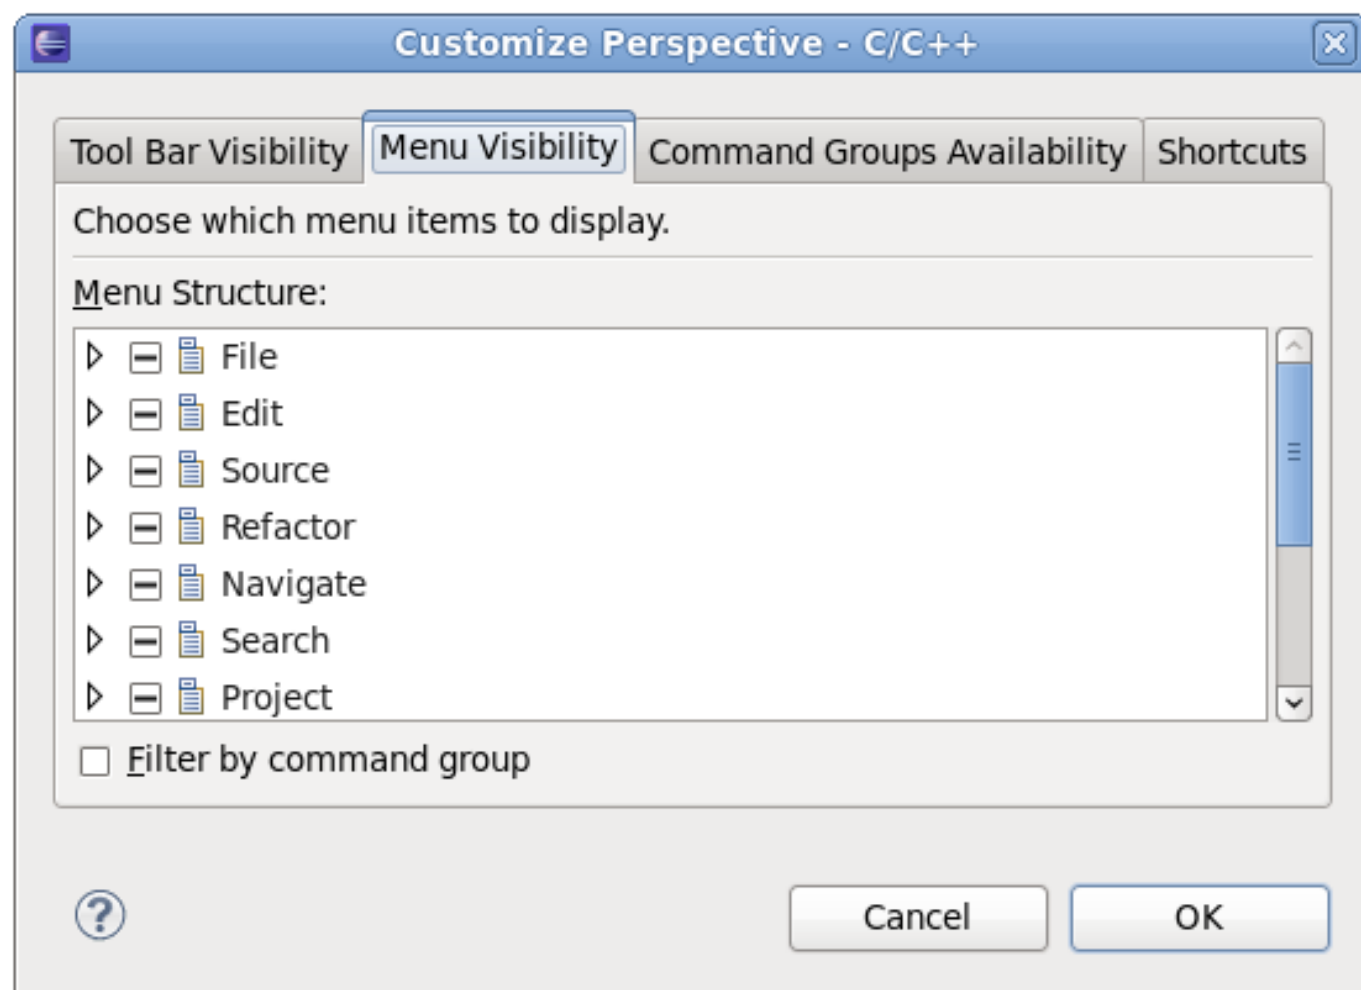 Customize Perspective - C/C++
Tool Bar Visibility Menu Visibility Command Groups Availability Shortcuts
Choose which menu items to display.
Menu Structure:
File
Edit
Source
Refactor
Navigate
Search
Project
Filter by command group
? Cancel OK